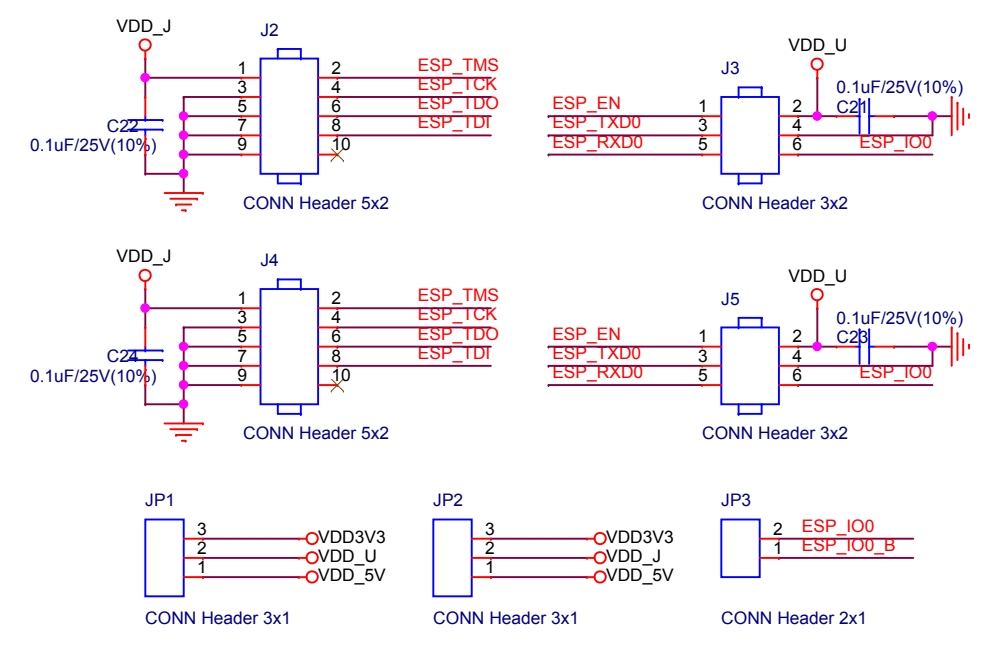 VDD_J
J2
1 2 ESP_TMS
3 4 ESP_TCK
5 6 ESP_TDO
7 8 ESP_TDI
9 10
C22
0.1uF/25V(10%)
CONN Header 5x2
VDD_U
J3
0.1uF/25V(10%)
C21
ESP_EN 1 2
ESP_TXD0 3 4
ESP_RXD0 5 6 ESP_IO0
CONN Header 3x2
VDD_J
J4
1 2 ESP_TMS
3 4 ESP_TCK
5 6 ESP_TDO
7 8 ESP_TDI
9 10
C24
0.1uF/25V(10%)
CONN Header 5x2
VDD_U
J5
0.1uF/25V(10%)
C23
ESP_EN 1 2
ESP_TXD0 3 4
ESP_RXD0 5 6 ESP_IO0
CONN Header 3x2
JP1
3 VDD3V3
2 VDD_U
1 VDD_5V
CONN Header 3x1
JP2
3 VDD3V3
2 VDD_J
1 VDD_5V
CONN Header 3x1
JP3
2 ESP_IO0
1 ESP_IO0_B
CONN Header 2x1